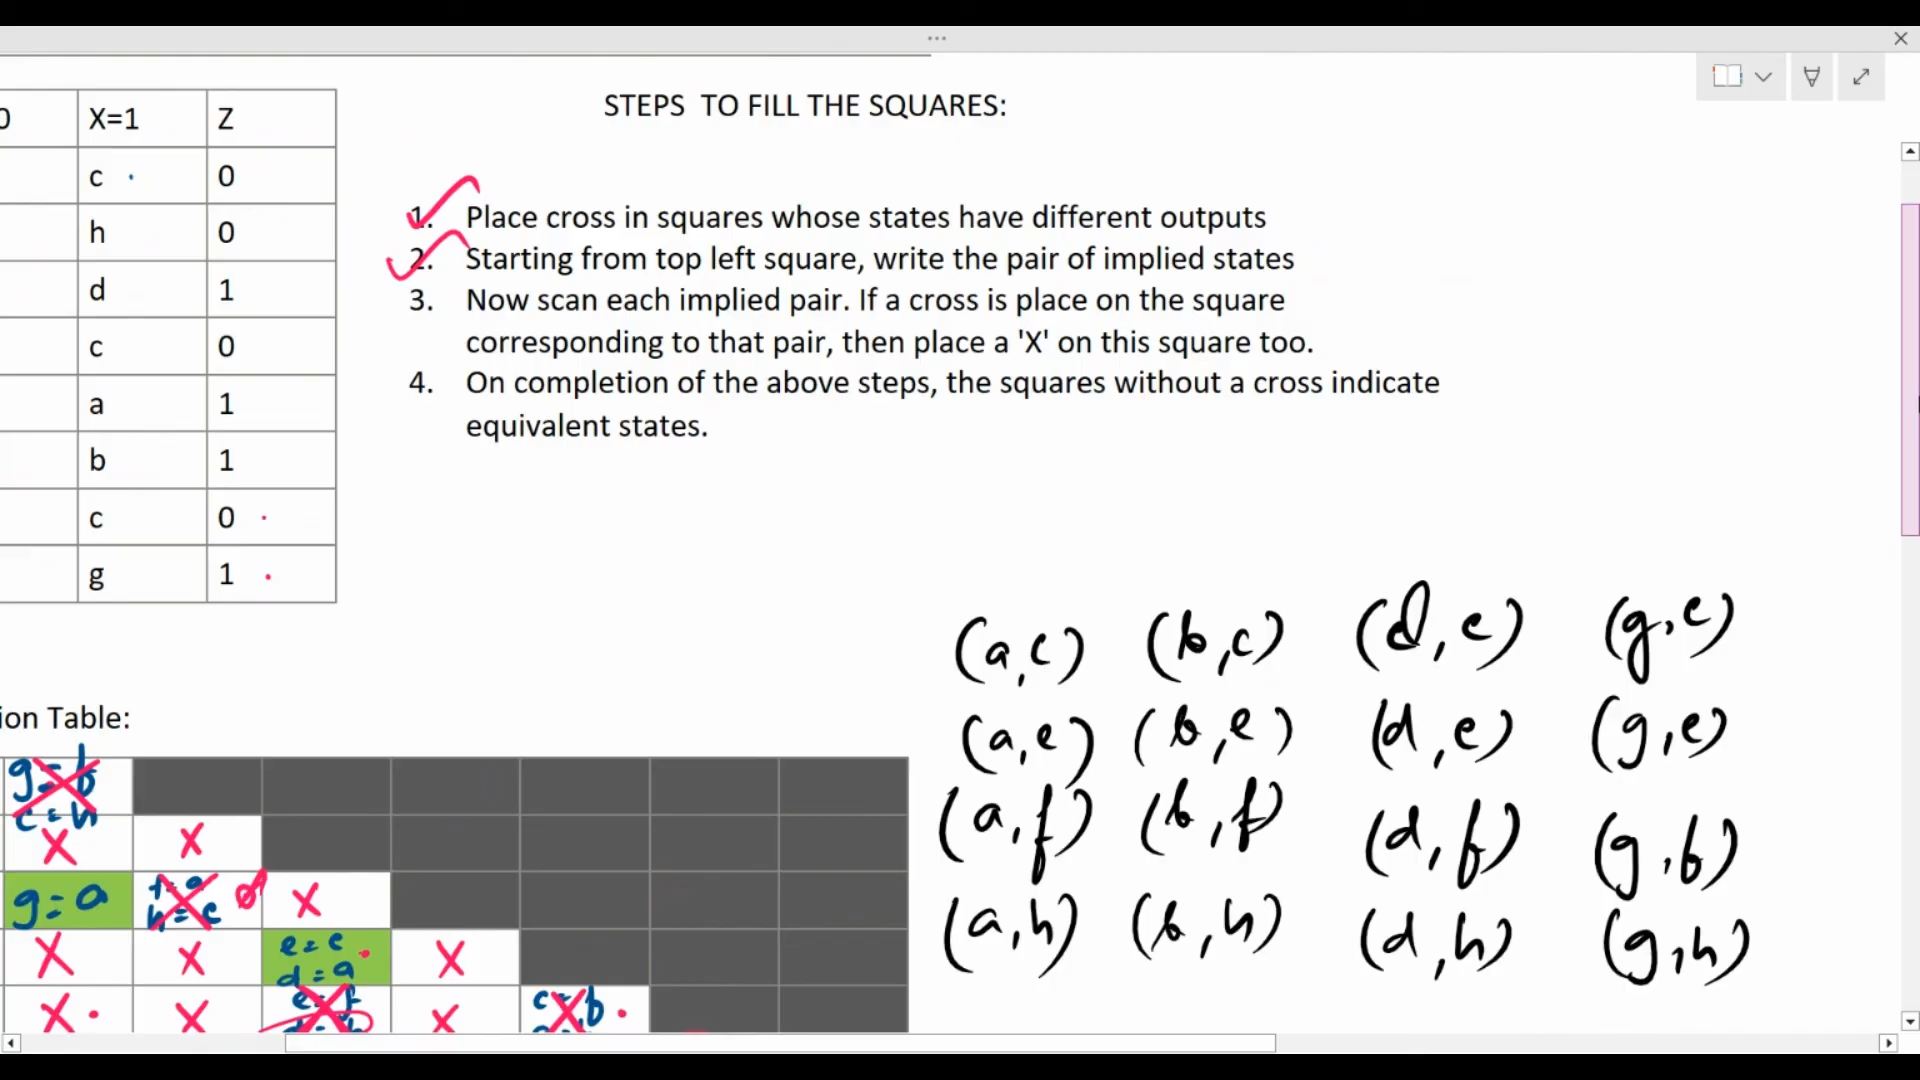 0 X=1 Z
c 0
h 0
d 1
c 0
a 1
b 1
c 0
g 1
STEPS TO FILL THE SQUARES:
1. Place cross in squares whose states have different outputs
2. Starting from top left square, write the pair of implied states
3. Now scan each implied pair. If a cross is place on the square
corresponding to that pair, then place a 'X' on this square too.
4. On completion of the above steps, the squares without a cross indicate
equivalent states.
(a,c) (b,c) (d,c) (g,c)
(a,e) (b,e) (d,e) (g,e)
(a,f) (b,f) (d,f) (g,f)
(a,h) (b,h) (d,h) (g,h)
ion Table:
g=b
c=h
X X
g=a X
h=c
X X e=e X
d=a
X X e=f X c=b